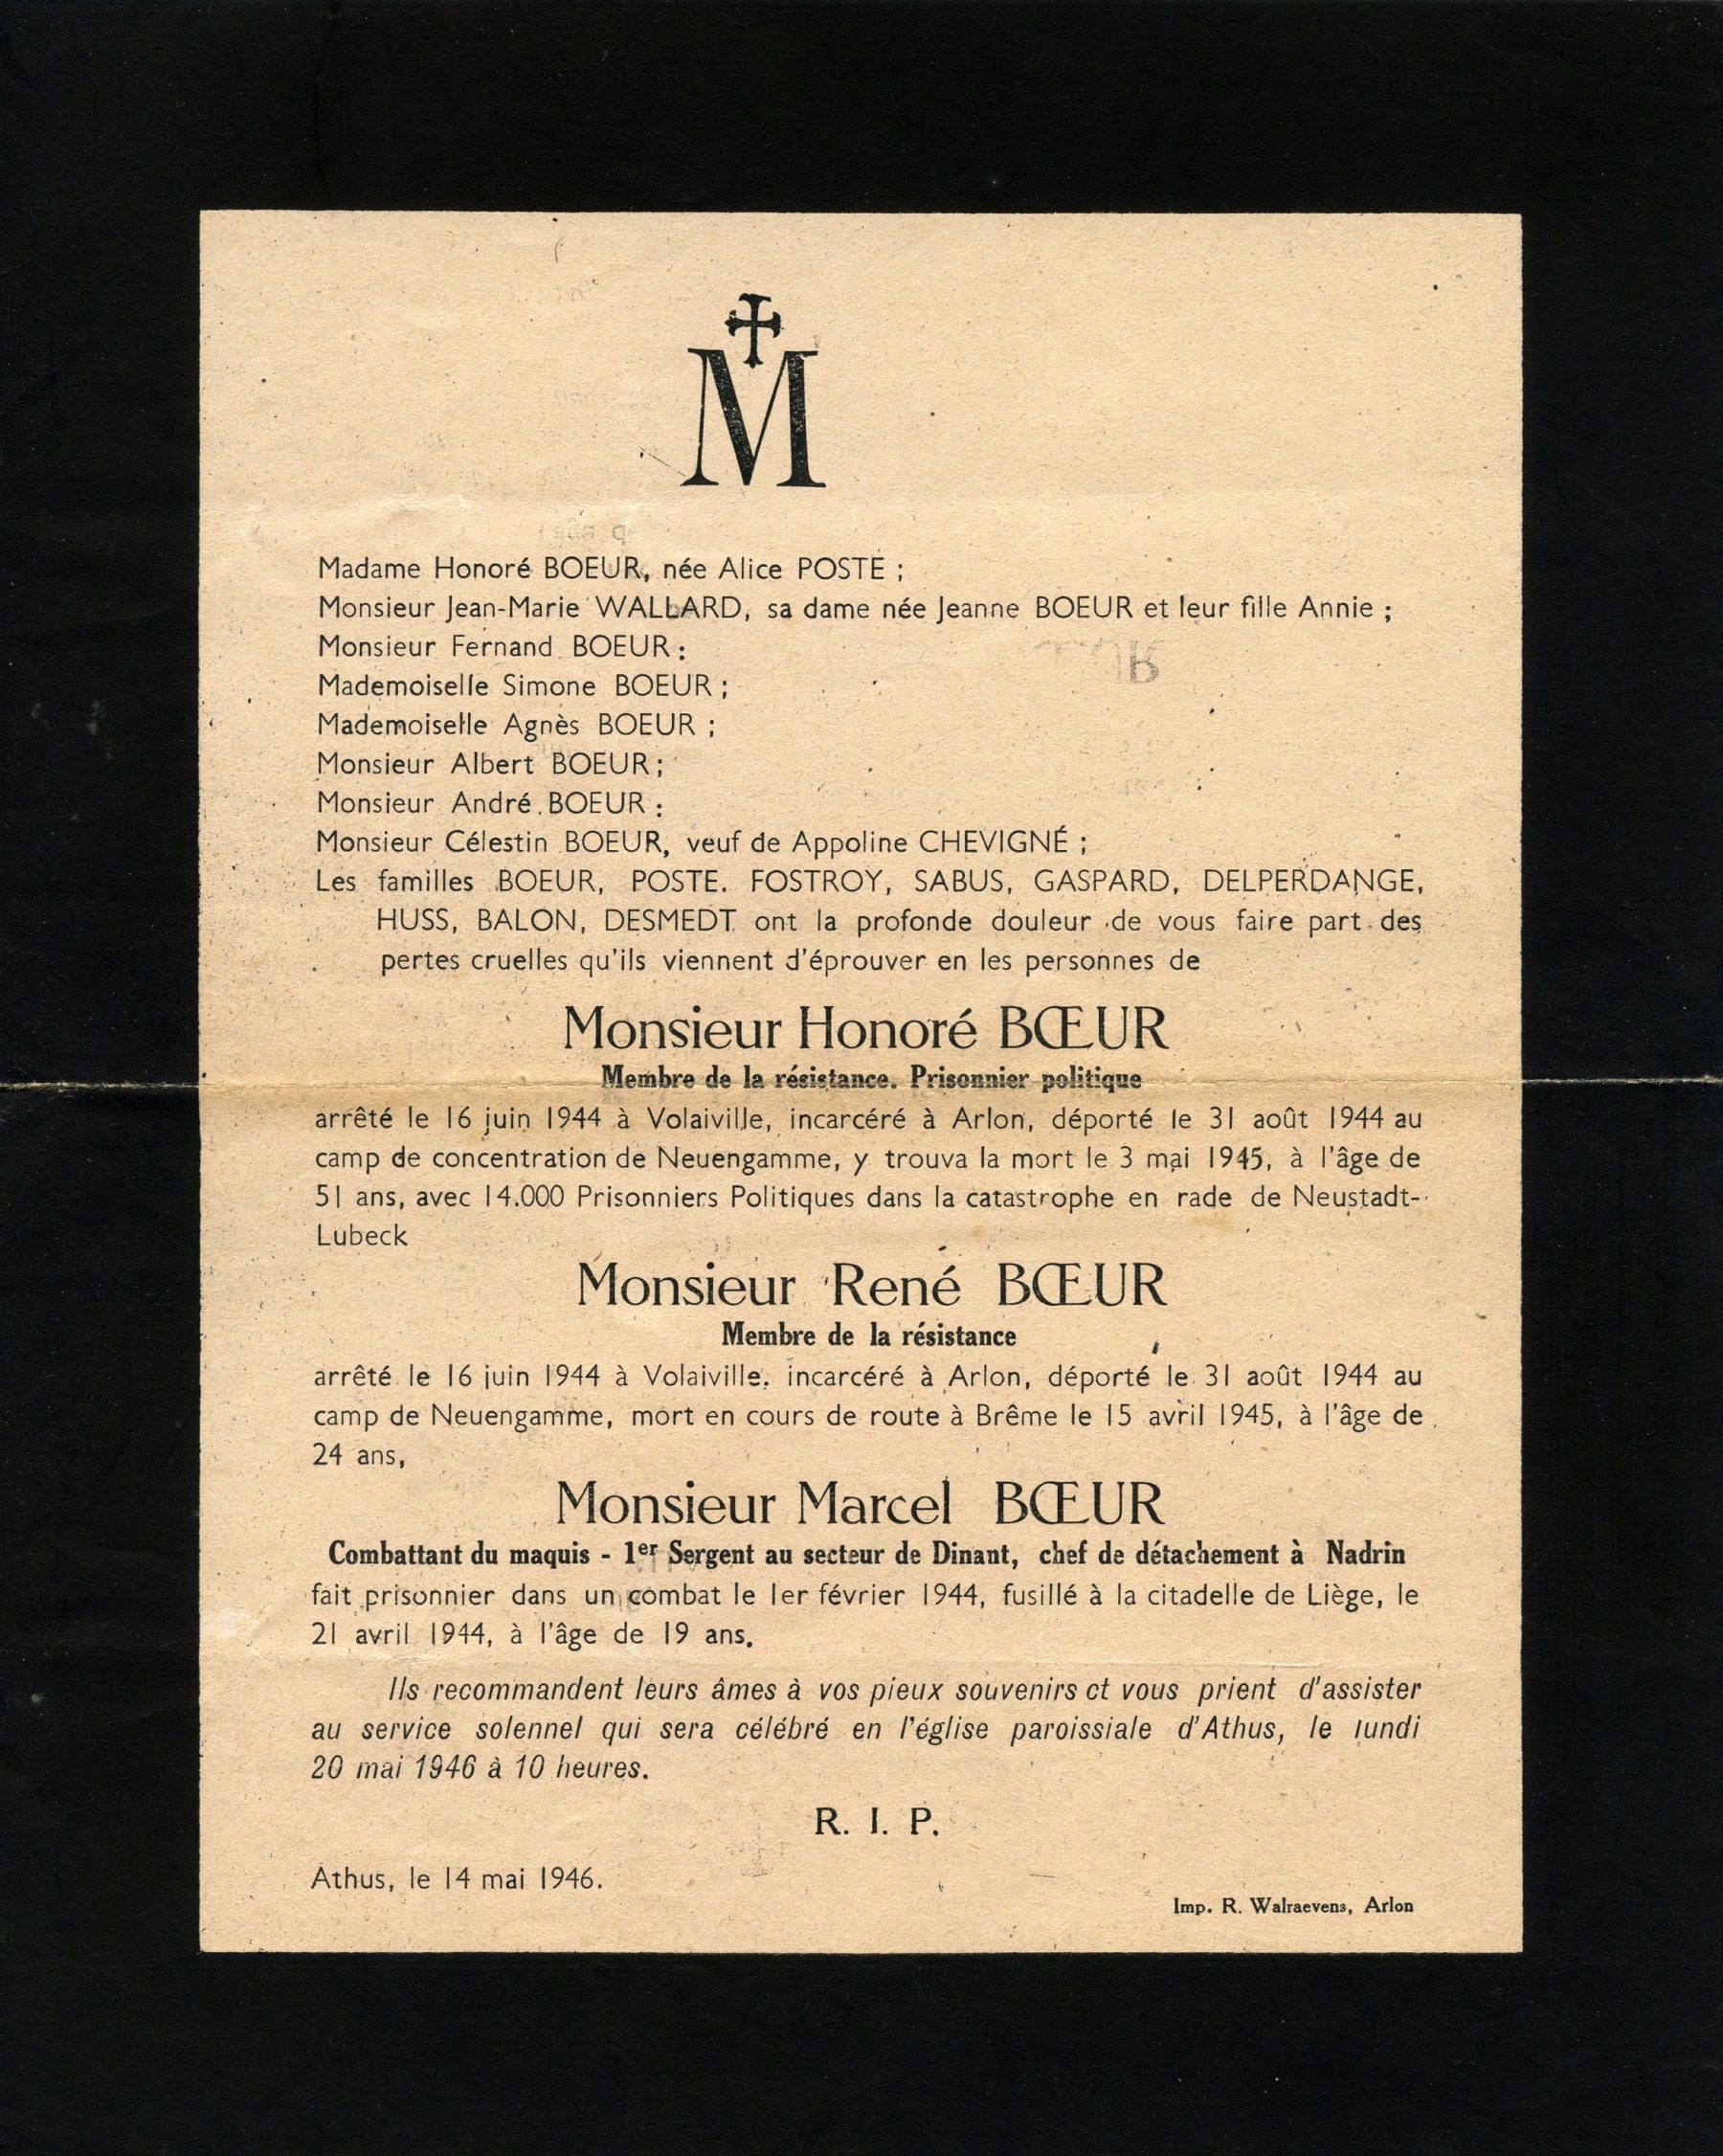 M
Madame Honoré BOEUR, née Alice POSTE ;
Monsieur Jean-Marie WALLARD, sa dame née Jeanne BOEUR et leur fille Annie ;
Monsieur Fernand BOEUR :
Mademoiselle Simone BOEUR ;
Mademoiselle Agnès BOEUR ;
Monsieur Albert BOEUR ;
Monsieur André BOEUR :
Monsieur Célestin BOEUR, veuf de Appoline CHEVIGNÉ ;
Les familles BOEUR, POSTE. FOSTROY, SABUS, GASPARD, DELPERDANGE,
HUSS, BALON, DESMEDT ont la profonde douleur de vous faire part des
pertes cruelles qu'ils viennent d'éprouver en les personnes de
Monsieur Honoré BŒUR
Membre de la résistance. Prisonnier politique
arrêté le 16 juin 1944 à Volaiville, incarcéré à Arlon, déporté le 31 août 1944 au
camp de concentration de Neuengamme, y trouva la mort le 3 mai 1945, à l'âge de
51 ans, avec 14.000 Prisonniers Politiques dans la catastrophe en rade de Neustadt-
Lubeck
Monsieur René BŒUR
Membre de la résistance
arrêté le 16 juin 1944 à Volaiville. incarcéré à Arlon, déporté le 31 août 1944 au
camp de Neuengamme, mort en cours de route à Brême le 15 avril 1945, à l'âge de
24 ans,
Monsieur Marcel BŒUR
Combattant du maquis - 1er Sergent au secteur de Dinant, chef de détachement à Nadrin
fait prisonnier dans un combat le 1er février 1944, fusillé à la citadelle de Liège, le
21 avril 1944, à l'âge de 19 ans.
Ils recommandent leurs âmes à vos pieux souvenirs et vous prient d'assister
au service solennel qui sera célébré en l'église paroissiale d'Athus, le lundi
20 mai 1946 à 10 heures.
R. I. P.
Athus, le 14 mai 1946.
Imp. R. Walraevens, Arlon